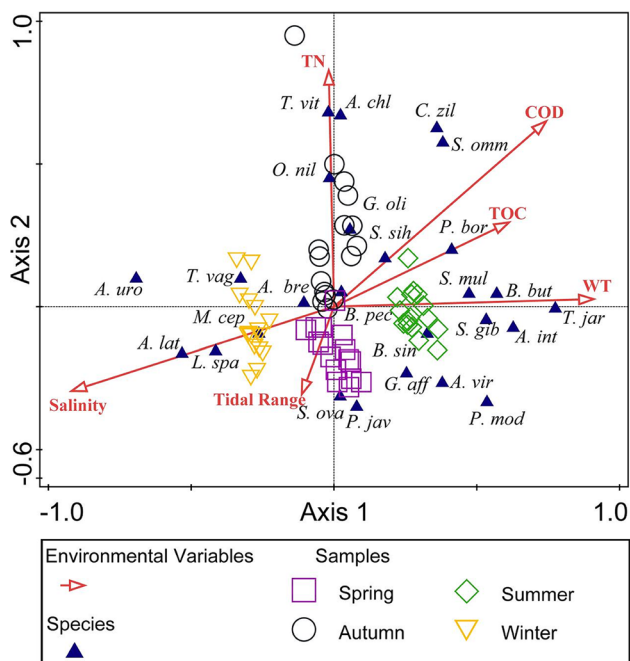 1.0
TN
T. vit
A. chl
C. zil
COD
S. omm
O. nil
G. oli
TOC
S. sih
P. bor
Axis 2
T. vag
A. bre
S. mul
B. but
WT
A. uro
M. cep
B. pec
S. gib
A. int
T. jar
A. lat
L. spa
B. sin
Salinity
Tidal Range
G. aff
A. vir
S. ova
P. jav
P. mod
-0.6
-1.0
Axis 1
1.0
Environmental Variables
Samples
Spring
Summer
Species
Autumn
Winter